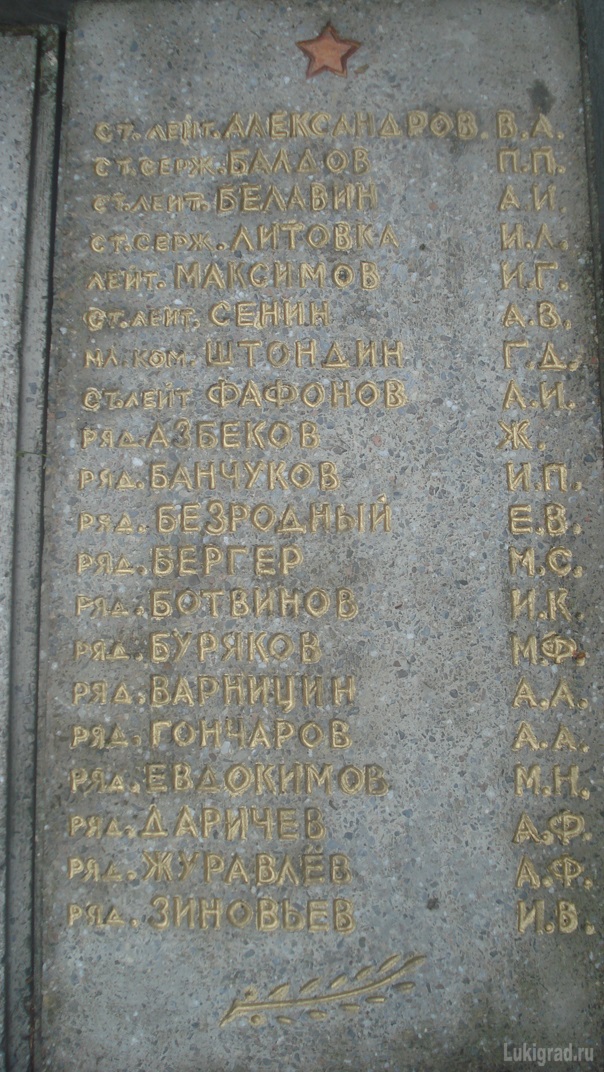 СТ. ЛЕЙТ. АЛЕКСАНДРОВ. В.А.
СТ. СЕРЖ. БАЛДОВ П.П.
СТ. ЛЕЙТ. БЕЛАВИН А.И.
СТ. СЕРЖ. ЛИТОВКА И.Л.
ЛЕЙТ. МАКСИМОВ И.Г.
СТ. ЛЕЙТ. СЕНИН А.В.
МЛ. КОМ. ШТОНДИН Г.Д.
СТ. ЛЕЙТ ФАФОНОВ А.И.
РЯД. АЗБЕКОВ Ж.
РЯД. БАНЧУКОВ И.П.
РЯД. БЕЗРОДНЫЙ Е.В.
РЯД. БЕРГЕР М.С.
РЯД. БОТВИНОВ И.К.
РЯД. БУРЯКОВ М.Ф.
РЯД. ВАРНИЦИН А.А.
РЯД. ГОНЧАРОВ А.А.
РЯД. ЕВДОКИМОВ М.Н.
РЯД. ДАРИЧЕВ А.Ф.
РЯД. ЖУРАВЛЁВ А.Ф.
РЯД. ЗИНОВЬЕВ И.В.
Lukigrad.ru